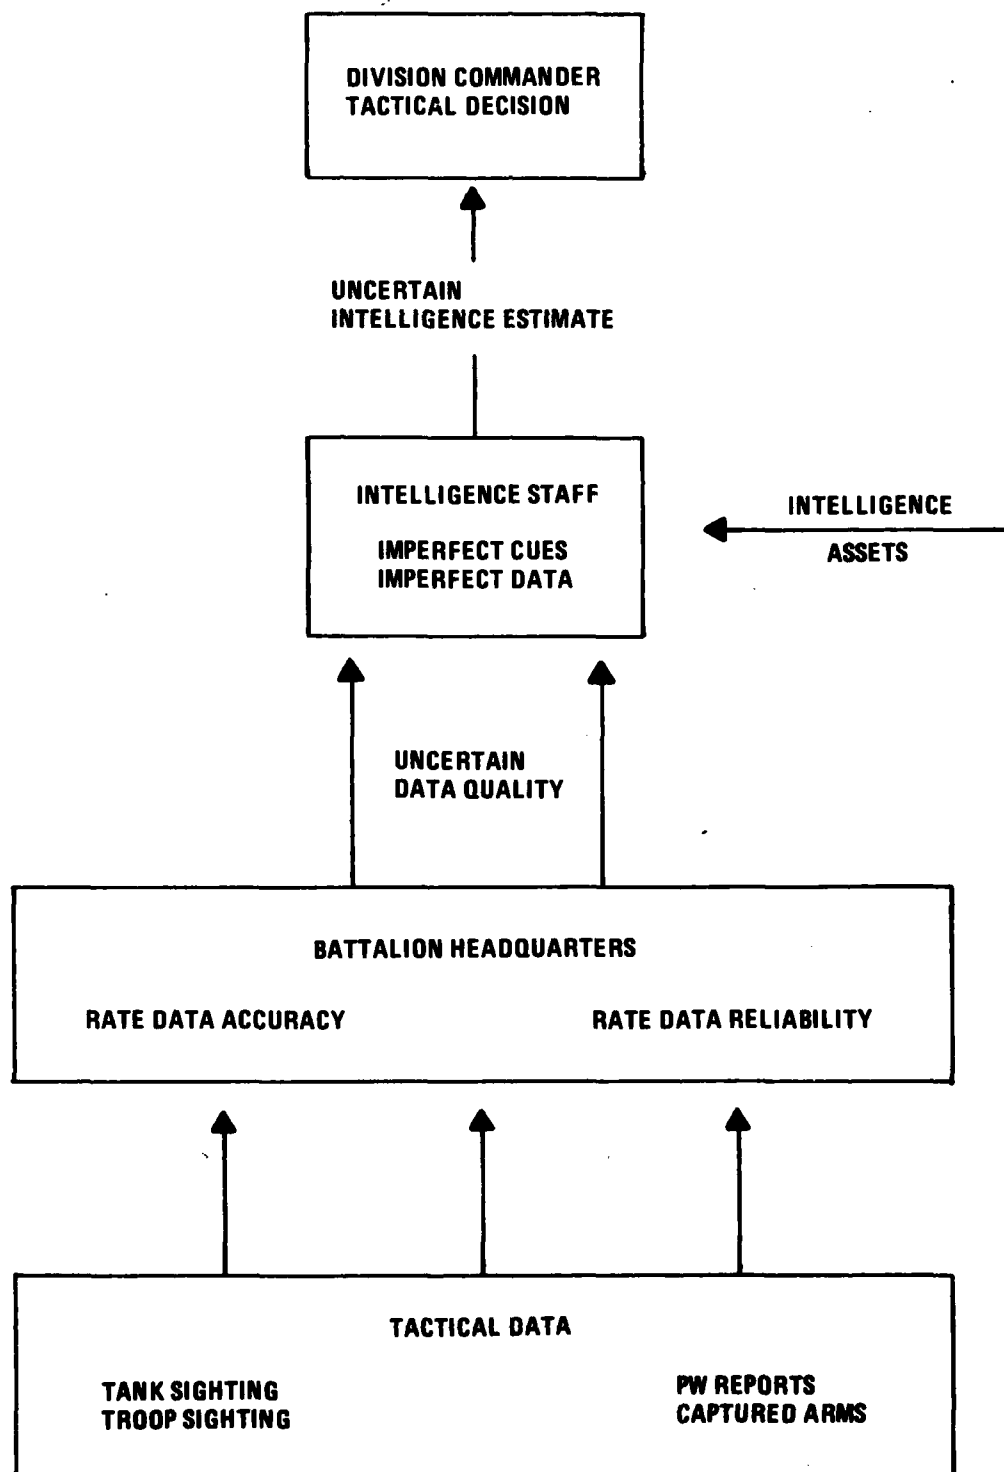 DIVISION COMMANDER
TACTICAL DECISION
UNCERTAIN
INTELLIGENCE ESTIMATE
INTELLIGENCE STAFF
IMPERFECT CUES
IMPERFECT DATA
INTELLIGENCE
ASSETS
UNCERTAIN
DATA QUALITY
BATTALION HEADQUARTERS
RATE DATA ACCURACY
RATE DATA RELIABILITY
TACTICAL DATA
TANK SIGHTING
TROOP SIGHTING
PW REPORTS
CAPTURED ARMS